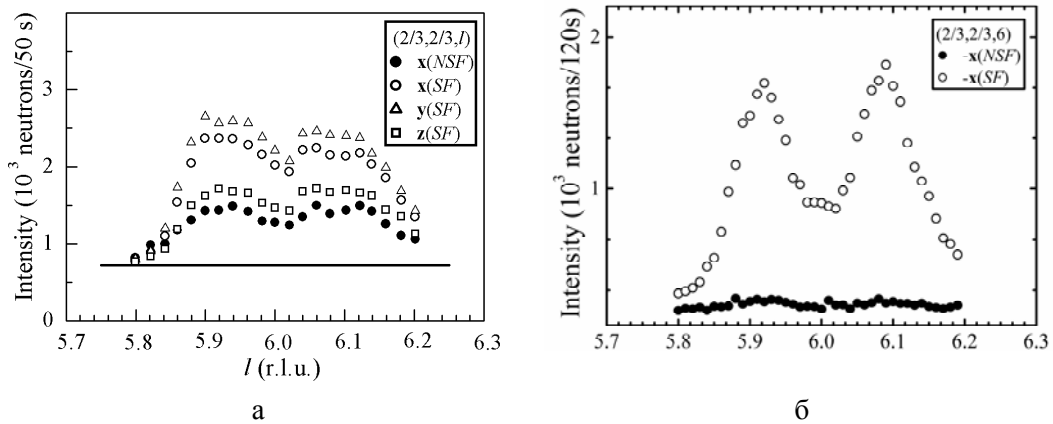 Intensity (10³ neutrons/50 s)
4
3
2
1
0
(2/3,2/3,l)
x(NSF)
x(SF)
y(SF)
z(SF)
5.7 5.8 5.9 6.0 6.1 6.2 6.3
l (r.l.u.)
а
Intensity (10³ neutrons/120s)
2
1
(2/3,2/3,6)
-x(NSF)
-x(SF)
5.7 5.8 5.9 6.0 6.1 6.2 6.3
б